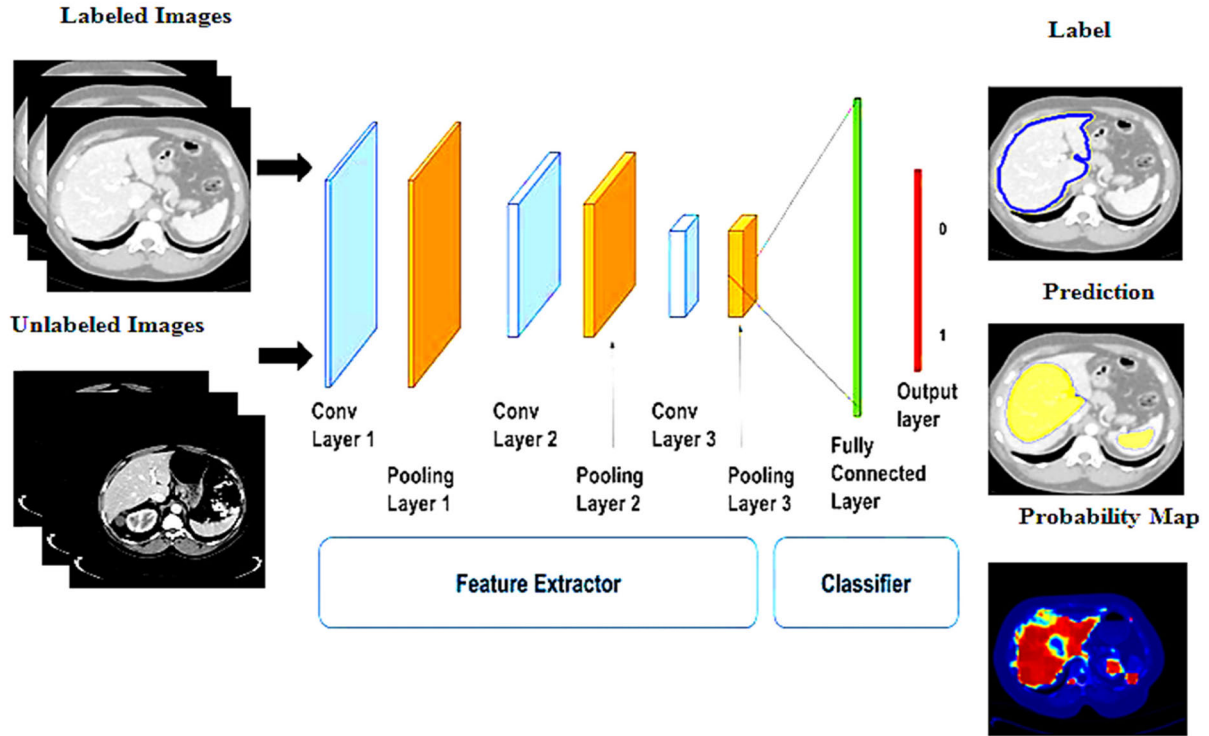 Labeled Images
Label
Unlabeled Images
0
1
Prediction
Conv
Layer 1
Pooling
Layer 1
Conv
Layer 2
Pooling
Layer 2
Conv
Layer 3
Pooling
Layer 3
Fully
Connected
Layer
Output
layer
Probability Map
Feature Extractor
Classifier